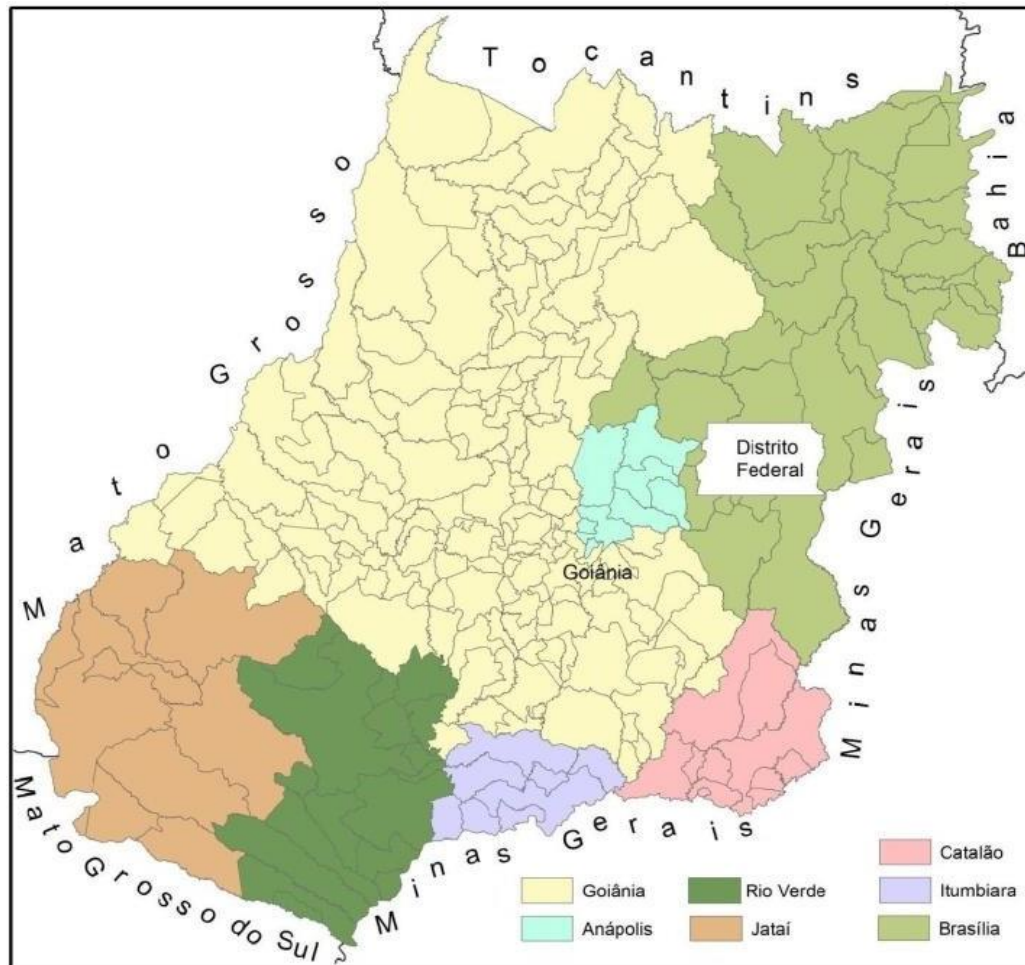 Tocantins
Bahia
Mato Grosso
Distrito
Federal
Goiânia
Minas Gerais
Mato Grosso do Sul
Minas Gerais
Catalão
Goiânia
Rio Verde
Itumbiara
Anápolis
Jataí
Brasília